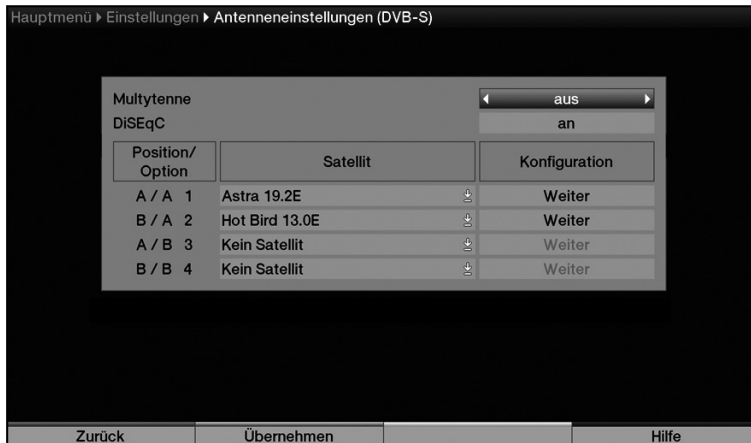 Hauptmenü ▸ Einstellungen ▸ Antenneneinstellungen (DVB-S)
Multytenne aus
DiSEqC an
Position/
Option
Satellit
Konfiguration
A / A 1 Astra 19.2E Weiter
B / A 2 Hot Bird 13.0E Weiter
A / B 3 Kein Satellit Weiter
B / B 4 Kein Satellit Weiter
Zurück Übernehmen Hilfe